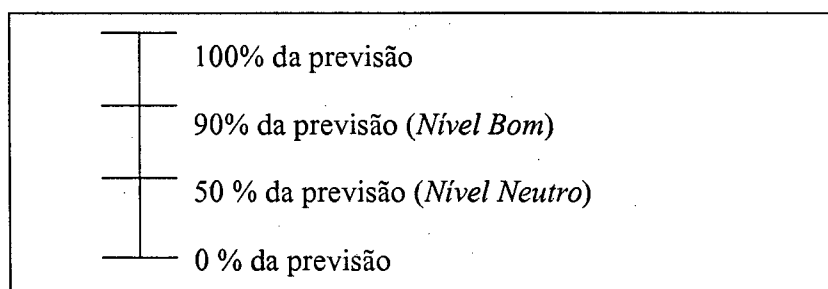 100% da previsão
90% da previsão (Nível Bom)
50 % da previsão (Nível Neutro)
0 % da previsão